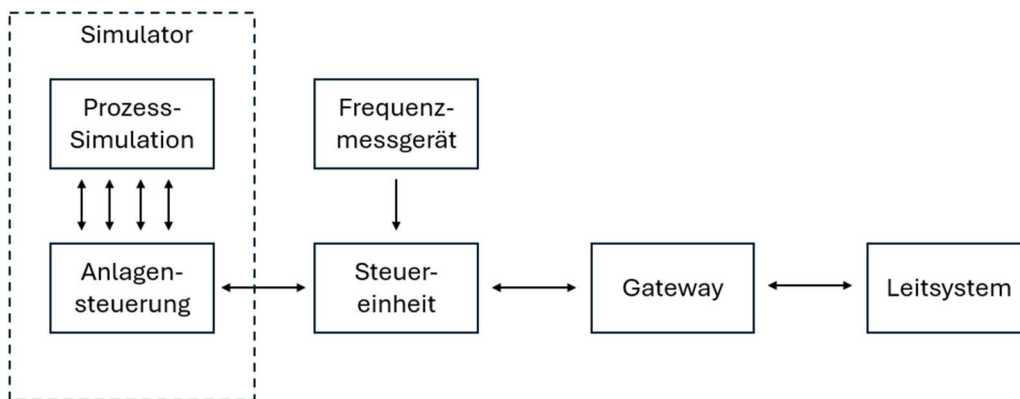 Simulator
Prozess-
Simulation
Frequenz-
messgerät
Anlagen-
steuerung
Steuer-
einheit
Gateway
Leitsystem